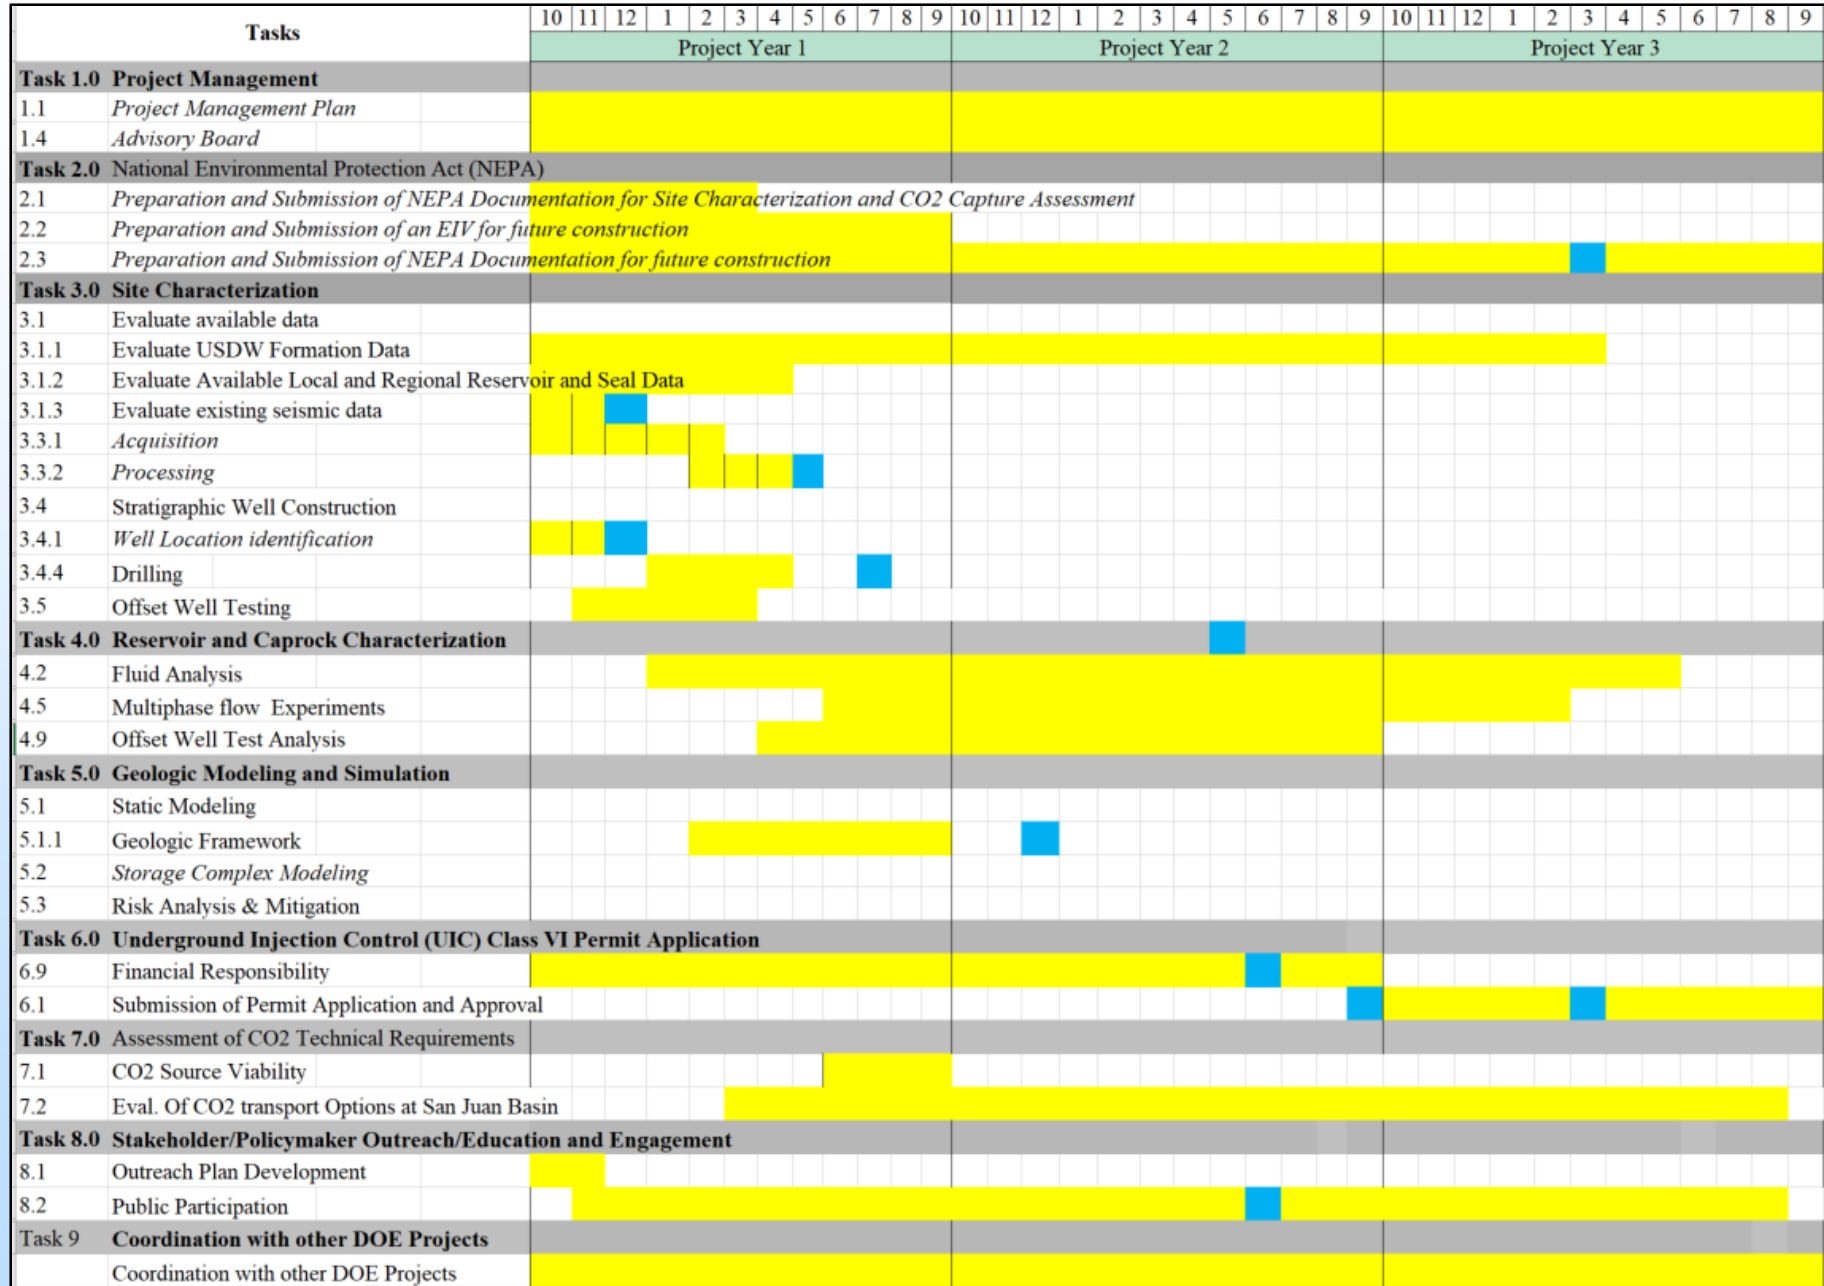 Tasks 10 11 12 1 2 3 4 5 6 7 8 9 10 11 12 1 2 3 4 5 6 7 8 9 10 11 12 1 2 3 4 5 6 7 8 9
Project Year 1 Project Year 2 Project Year 3
Task 1.0 Project Management
1.1 Project Management Plan
1.4 Advisory Board
Task 2.0 National Environmental Protection Act (NEPA)
2.1 Preparation and Submission of NEPA Documentation for Site Characterization and CO2 Capture Assessment
2.2 Preparation and Submission of an EIV for future construction
2.3 Preparation and Submission of NEPA Documentation for future construction
Task 3.0 Site Characterization
3.1 Evaluate available data
3.1.1 Evaluate USDW Formation Data
3.1.2 Evaluate Available Local and Regional Reservoir and Seal Data
3.1.3 Evaluate existing seismic data
3.3.1 Acquisition
3.3.2 Processing
3.4 Stratigraphic Well Construction
3.4.1 Well Location identification
3.4.4 Drilling
3.5 Offset Well Testing
Task 4.0 Reservoir and Caprock Characterization
4.2 Fluid Analysis
4.5 Multiphase flow Experiments
4.9 Offset Well Test Analysis
Task 5.0 Geologic Modeling and Simulation
5.1 Static Modeling
5.1.1 Geologic Framework
5.2 Storage Complex Modeling
5.3 Risk Analysis & Mitigation
Task 6.0 Underground Injection Control (UIC) Class VI Permit Application
6.9 Financial Responsibility
6.1 Submission of Permit Application and Approval
Task 7.0 Assessment of CO2 Technical Requirements
7.1 CO2 Source Viability
7.2 Eval. Of CO2 transport Options at San Juan Basin
Task 8.0 Stakeholder/Policymaker Outreach/Education and Engagement
8.1 Outreach Plan Development
8.2 Public Participation
Task 9 Coordination with other DOE Projects
Coordination with other DOE Projects